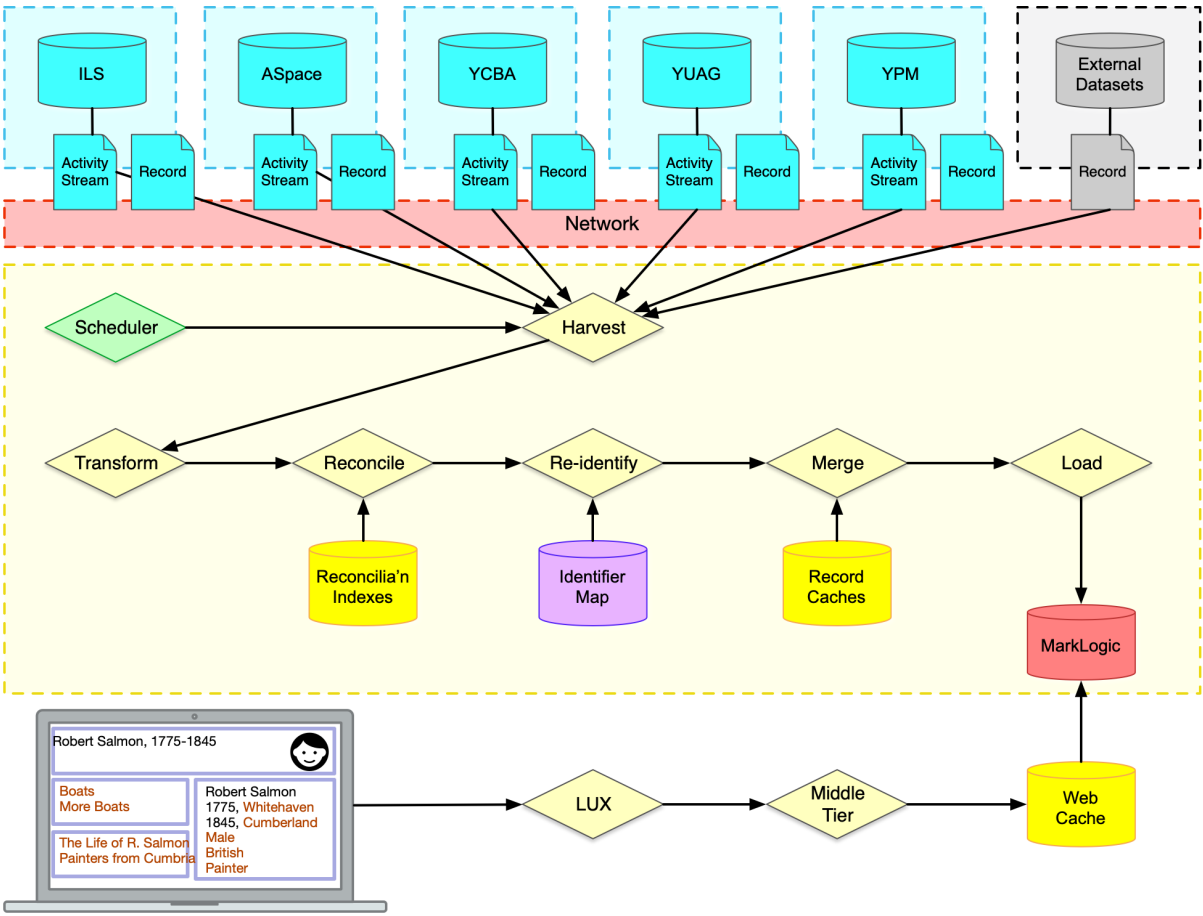 ILS
ASpace
YCBA
YUAG
YPM
External
Datasets
Activity
Stream
Record
Activity
Stream
Record
Activity
Stream
Record
Activity
Stream
Record
Activity
Stream
Record
Record
Network
Scheduler
Harvest
Transform
Reconcile
Re-identify
Merge
Load
Reconcilia’n
Indexes
Identifier
Map
Record
Caches
MarkLogic
Robert Salmon, 1775-1845
Boats
More Boats
The Life of R. Salmon
Painters from Cumbria
Robert Salmon
1775, Whitehaven
1845, Cumberland
Male
British
Painter
LUX
Middle
Tier
Web
Cache